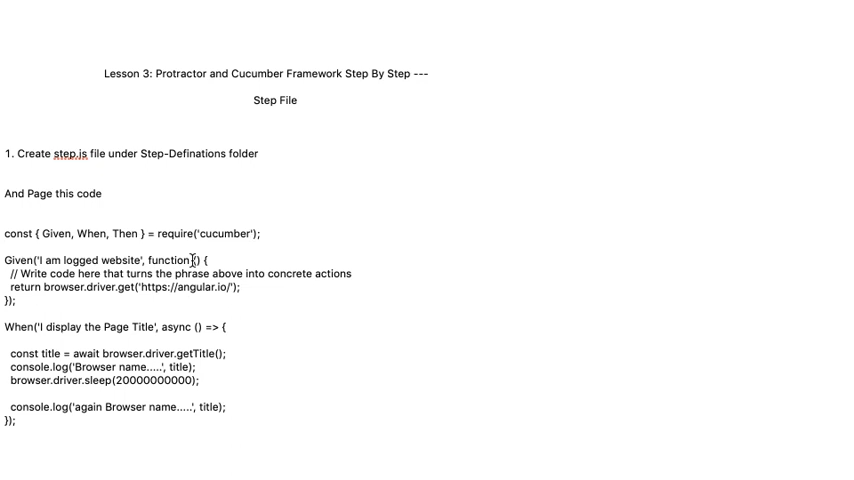 Lesson 3: Protractor and Cucumber Framework Step By Step ---
Step File
1. Create step.js file under Step-Definations folder
And Page this code
const { Given, When, Then } = require('cucumber');
Given('I am logged website', function () {
// Write code here that turns the phrase above into concrete actions
return browser.driver.get('https://angular.io/');
});
When('I display the Page Title', async () => {
const title = await browser.driver.getTitle();
console.log('Browser name.....', title);
browser.driver.sleep(20000000000);
console.log('again Browser name.....', title);
});